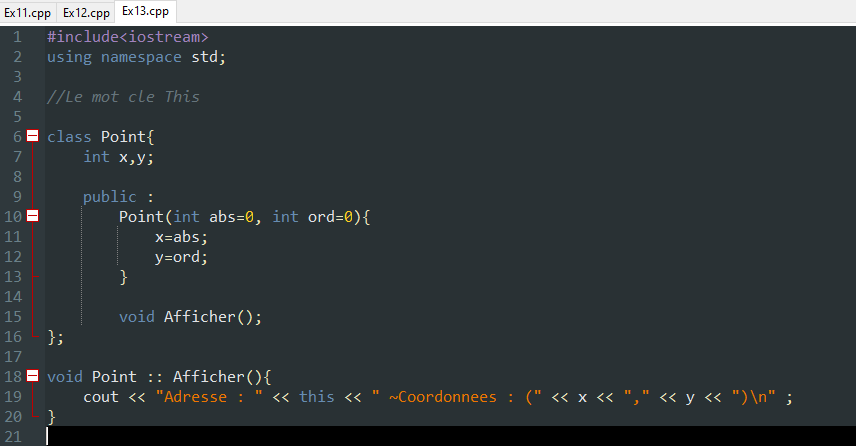 Ex11.cpp Ex12.cpp Ex13.cpp
1 #include<iostream>
2 using namespace std;
3
4 //Le mot cle This
5
6 class Point{
7 int x,y;
8
9 public :
10 Point(int abs=0, int ord=0){
11 x=abs;
12 y=ord;
13 }
14
15 void Afficher();
16 };
17
18 void Point :: Afficher(){
19 cout << "Adresse : " << this << " ~Coordonnees : (" << x << "," << y << ")\n" ;
20 }
21